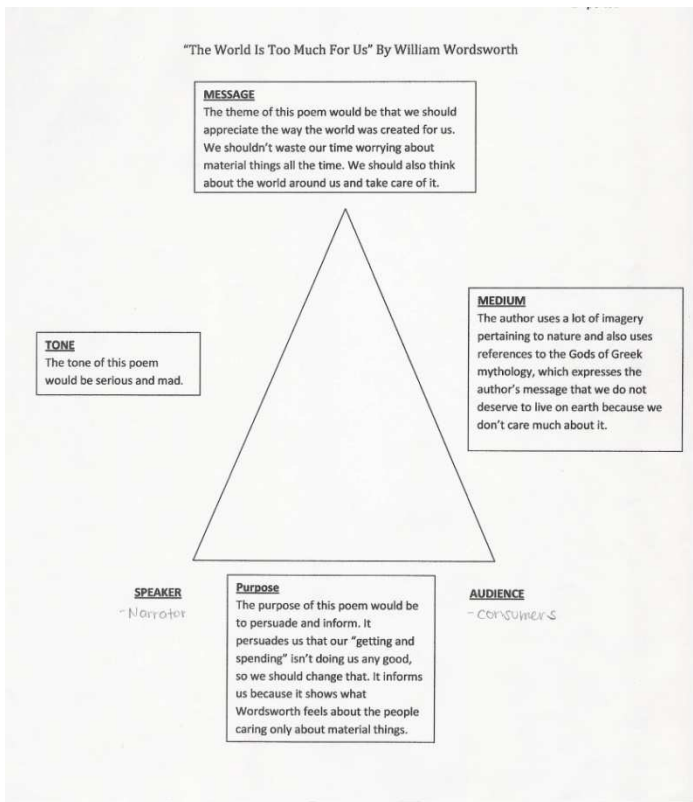 "The World Is Too Much For Us" By William Wordsworth
MESSAGE
The theme of this poem would be that we should
appreciate the way the world was created for us.
We shouldn't waste our time worrying about
material things all the time. We should also think
about the world around us and take care of it.
TONE
The tone of this poem
would be serious and mad.
MEDIUM
The author uses a lot of imagery
pertaining to nature and also uses
references to the Gods of Greek
mythology, which expresses the
author's message that we do not
deserve to live on earth because we
don't care much about it.
SPEAKER
-Narrotor
Purpose
The purpose of this poem would be
to persuade and inform. It
persuades us that our "getting and
spending" isn't doing us any good,
so we should change that. It informs
us because it shows what
Wordsworth feels about the people
caring only about material things.
AUDIENCE
-consumers